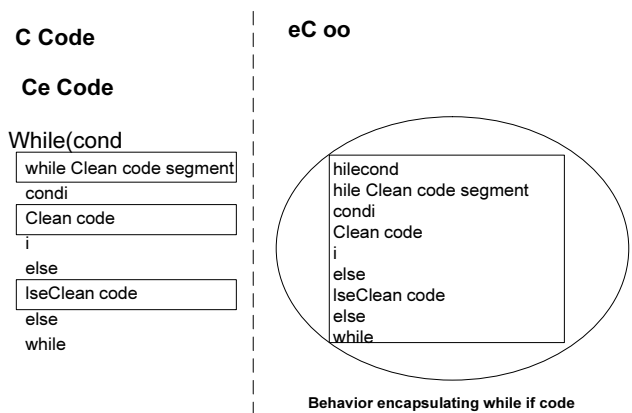 C Code
Ce Code
While(cond
while Clean code segment
condi
Clean code
i
else
lseClean code
else
while
eC oo
hilecond
hile Clean code segment
condi
Clean code
i
else
lseClean code
else
while
Behavior encapsulating while if code